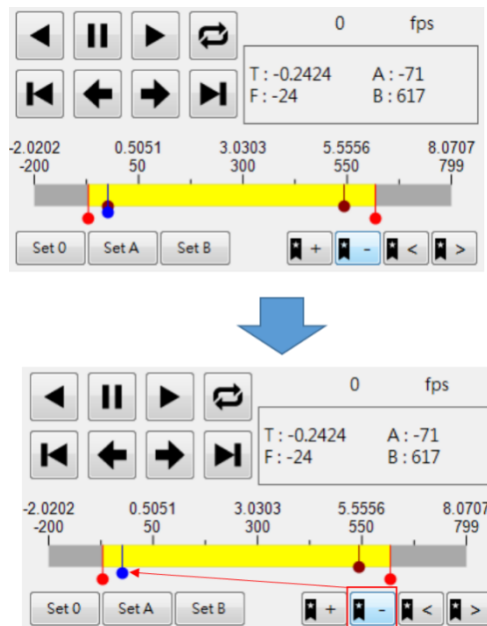 0 fps
T : -0.2424 A : -71
F : -24 B : 617
-2.0202 0.5051 3.0303 5.5556 8.0707
-200 50 300 550 799
Set 0 Set A Set B + - < >
0 fps
T : -0.2424 A : -71
F : -24 B : 617
-2.0202 0.5051 3.0303 5.5556 8.0707
-200 50 300 550 799
Set 0 Set A Set B + - < >